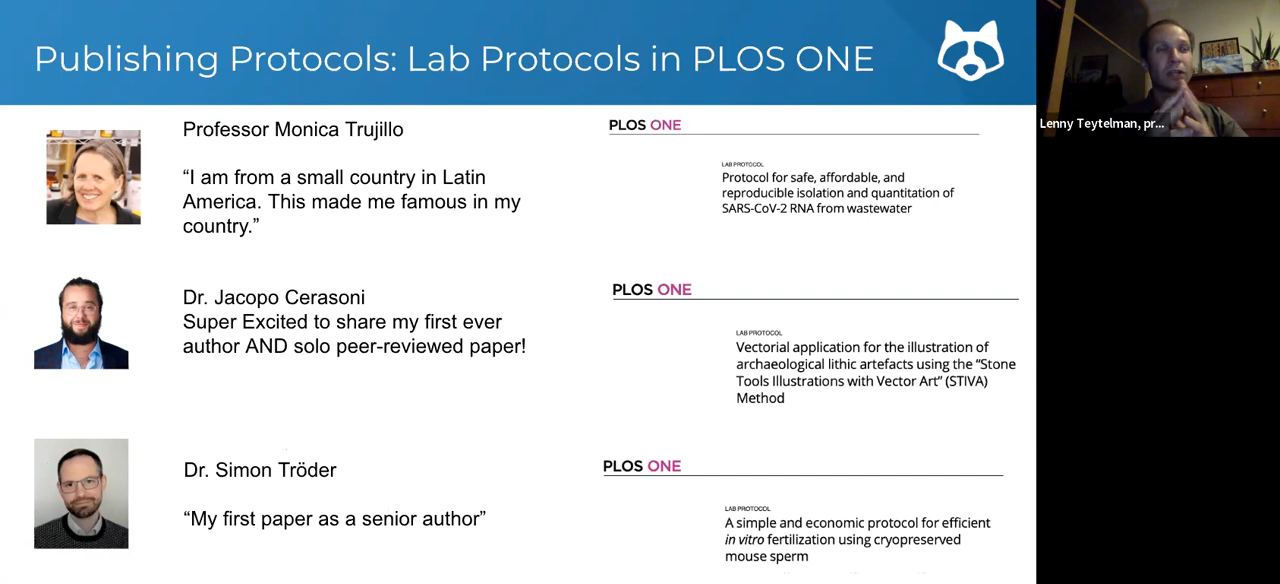 Publishing Protocols: Lab Protocols in PLOS ONE
Lenny Teytelman, pr...
Professor Monica Trujillo
“I am from a small country in Latin
America. This made me famous in my
country.”
PLOS ONE
LAB PROTOCOL
Protocol for safe, affordable, and
reproducible isolation and quantitation of
SARS-CoV-2 RNA from wastewater
Dr. Jacopo Cerasoni
Super Excited to share my first ever
author AND solo peer-reviewed paper!
PLOS ONE
LAB PROTOCOL
Vectorial application for the illustration of
archaeological lithic artefacts using the “Stone
Tools Illustrations with Vector Art” (STIVA)
Method
Dr. Simon Tröder
“My first paper as a senior author”
PLOS ONE
LAB PROTOCOL
A simple and economic protocol for efficient
in vitro fertilization using cryopreserved
mouse sperm